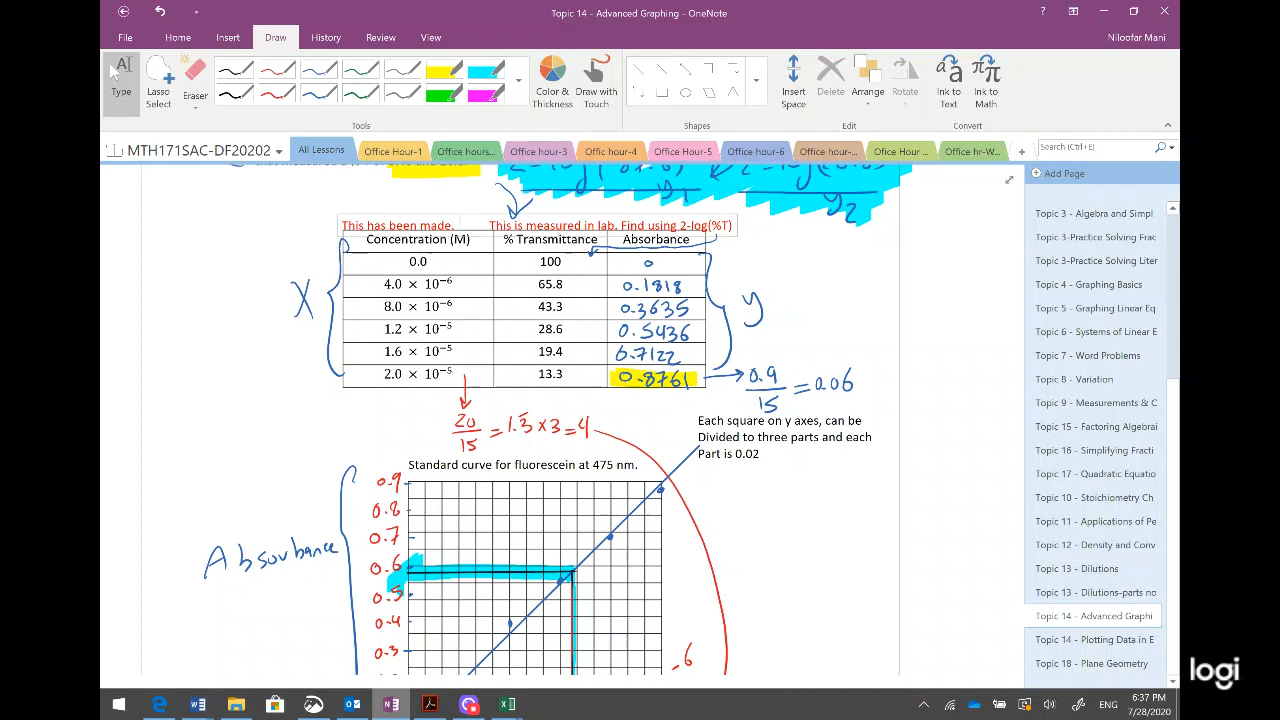 Topic 14 - Advanced Graphing - OneNote
Niloofar Mani
File Home Insert Draw History Review View
Type
Lasso Select
Eraser
Color & Thickness
Draw with Touch
Insert Space
Delete
Arrange
Rotate
Ink to Text
Ink to Math
Tools
Shapes
Edit
Convert
MTH171SAC-DF20202
All Lessons
Office Hour-1
Office hours...
Office Hour-3
Offic hour-4
Office Hour-5
Office hour-6
Office hour-...
Office Hour ...
Office hr-W...
Search (Ctrl+E)
Add Page
y1
y2
This has been made. This is measured in lab. Find using 2-log(%T)
Concentration (M) % Transmittance Absorbance
0.0 100 0
4.0 × 10⁻⁶ 65.8 0.1818
8.0 × 10⁻⁶ 43.3 0.3635
1.2 × 10⁻⁵ 28.6 0.5436
1.6 × 10⁻⁵ 19.4 0.7122
2.0 × 10⁻⁵ 13.3 0.8761
X
y
0.9/15 = 0.06
20/15 = 1.3 × 3 = 4
Each square on y axes, can be
Divided to three parts and each
Part is 0.02
Standard curve for fluorescein at 475 nm.
Absorbance
0.9
0.8
0.7
0.6
0.5
0.4
0.3
Topic 3 - Algebra and Simpl
Topic 3-Practice Solving Frac
Topic 3-Practice Solving Liter
Topic 4 - Graphing Basics
Topic 5 - Graphing Linear Eq
Topic 6 - Systems of Linear E
Topic 7 - Word Problems
Topic 8 - Variation
Topic 9 - Measurements & C
Topic 15 - Factoring Algebrai
Topic 16 - Simplifying Fracti
Topic 17 - Quadratic Equatio
Topic 10 - Stoichiometry Ch
Topic 11 - Applications of Pe
Topic 12 - Density and Conv
Topic 13 - Dilutions
Topic 13 - Dilutions-parts no
Topic 14 - Advanced Graphi
Topic 14 - Plotting Data in E
Topic 18 - Plane Geometry
6:37 PM
7/28/2020
logi